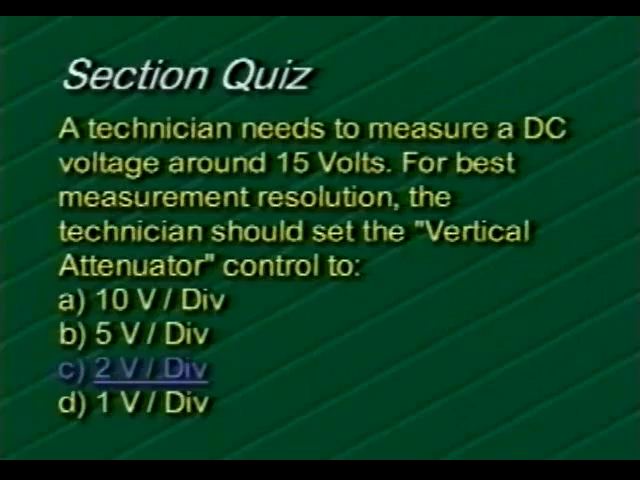 Section Quiz
A technician needs to measure a DC
voltage around 15 Volts. For best
measurement resolution, the
technician should set the "Vertical
Attenuator" control to:
a) 10 V / Div
b) 5 V / Div
c) 2 V / Div
d) 1 V / Div